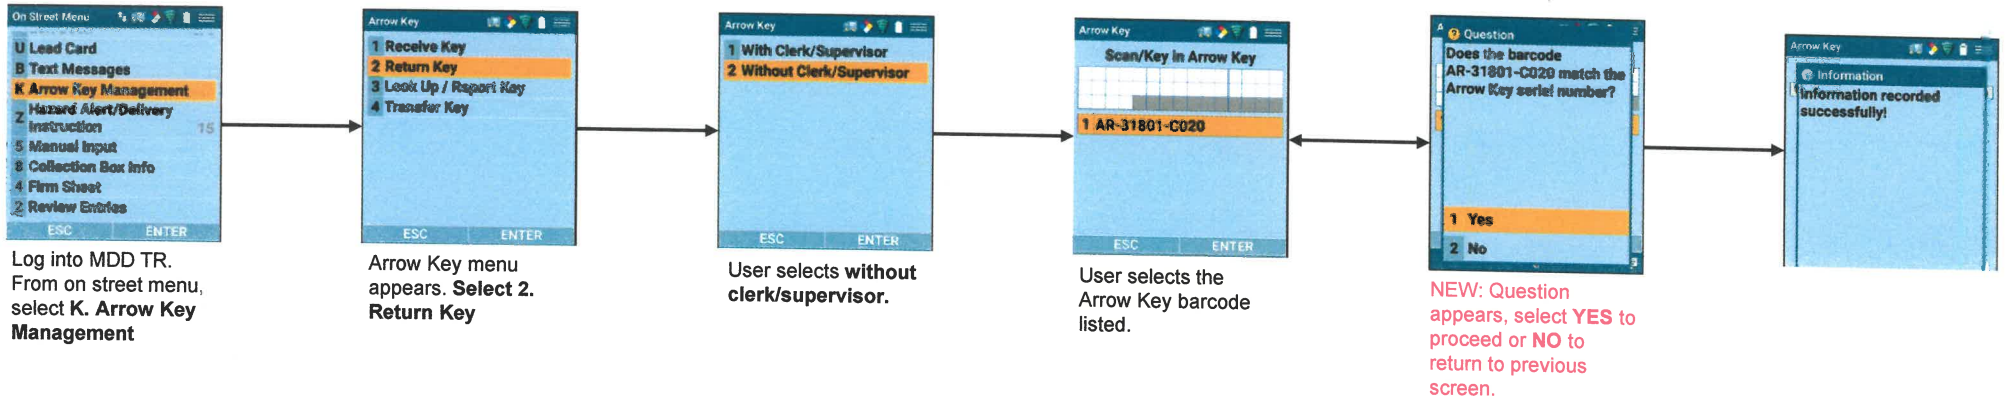 On Street Menu
U Lead Card
B Text Messages
K Arrow Key Management
Z Hazard Alert/Delivery
Instruction 15
5 Manual Input
8 Collection Box Info
4 Firm Sheet
2 Review Entries
ESC ENTER
Log into MDD TR.
From on street menu,
select K. Arrow Key
Management
Arrow Key
1 Receive Key
2 Return Key
3 Look Up / Report Key
4 Transfer Key
ESC ENTER
Arrow Key menu
appears. Select 2.
Return Key
Arrow Key
1 With Clerk/Supervisor
2 Without Clerk/Supervisor
ESC ENTER
User selects without
clerk/supervisor.
Arrow Key
Scan/Key in Arrow Key
1 AR-31801-C020
ESC ENTER
User selects the
Arrow Key barcode
listed.
A
Question
Does the barcode
AR-31801-C020 match the
Arrow Key serial number?
1 Yes
2 No
NEW: Question
appears, select YES to
proceed or NO to
return to previous
screen.
Arrow Key
Information
Information recorded
successfully!